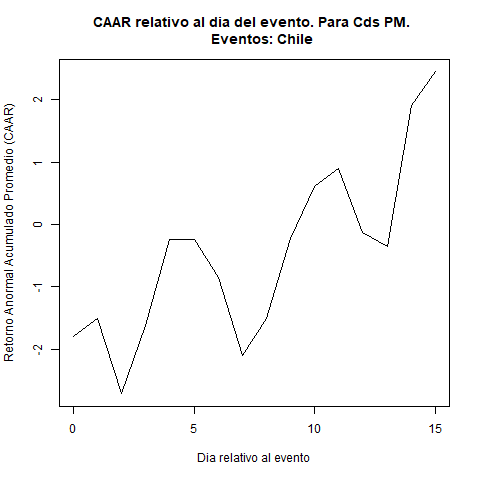 CAAR relativo al dia del evento. Para Cds PM.
Eventos: Chile
Retorno Anormal Acumulado Promedio (CAAR)
2
1
0
-1
-2
0 5 10 15
Dia relativo al evento